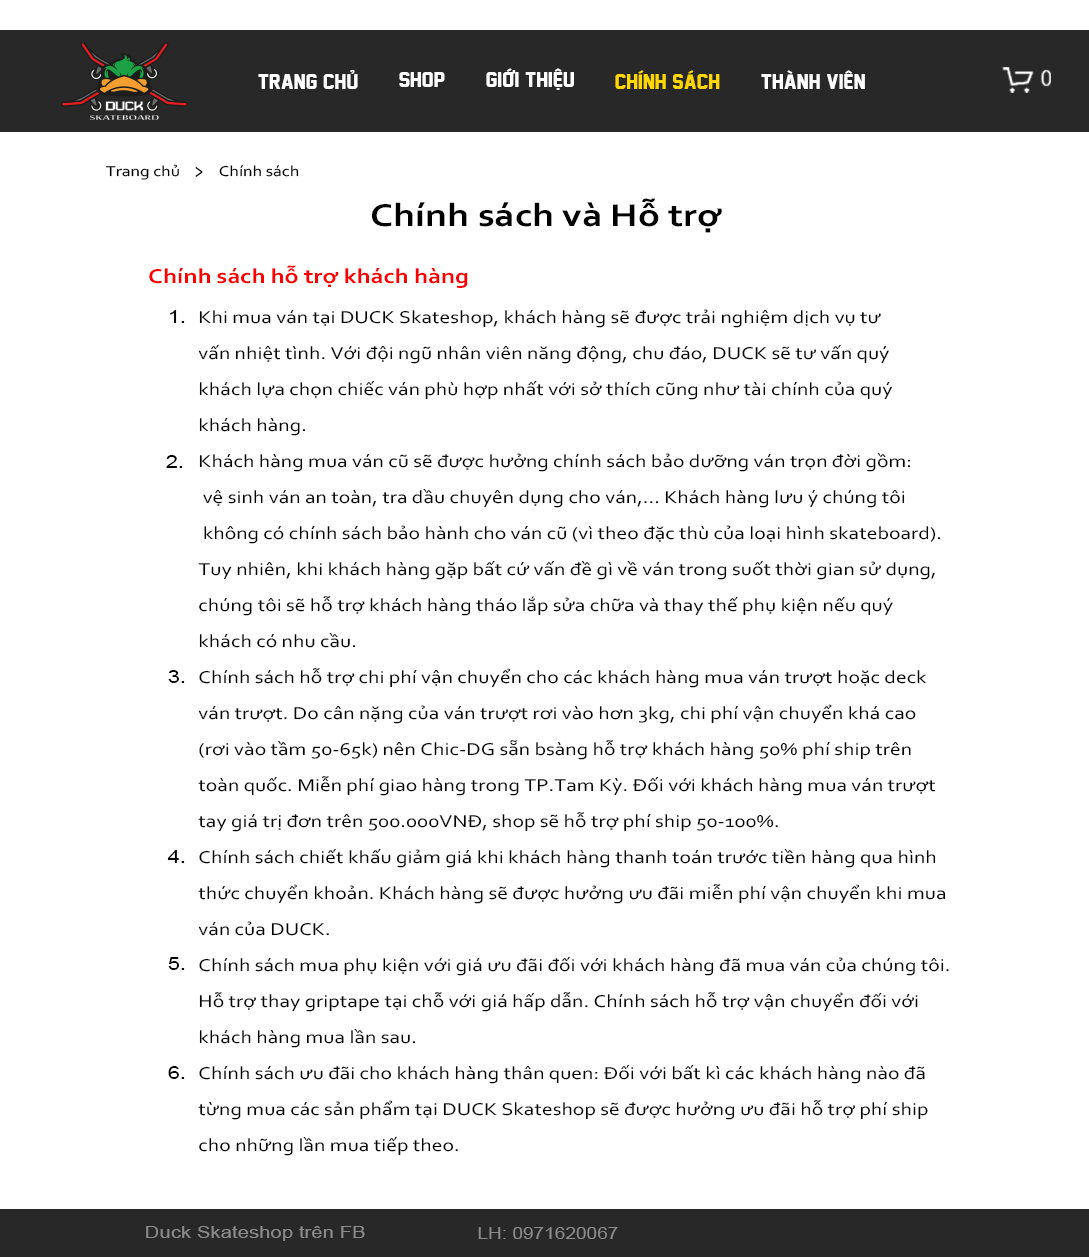 DUCK
SKATEBOARD
TRANG CHỦ SHOP GIỚI THIỆU CHÍNH SÁCH THÀNH VIÊN 0
Trang chủ > Chính sách
Chính sách và Hỗ trợ
Chính sách hỗ trợ khách hàng
1. Khi mua ván tại DUCK Skateshop, khách hàng sẽ được trải nghiệm dịch vụ tư
vấn nhiệt tình. Với đội ngũ nhân viên năng động, chu đáo, DUCK sẽ tư vấn quý
khách lựa chọn chiếc ván phù hợp nhất với sở thích cũng như tài chính của quý
khách hàng.
2. Khách hàng mua ván cũ sẽ được hưởng chính sách bảo dưỡng ván trọn đời gồm:
vệ sinh ván an toàn, tra dầu chuyên dụng cho ván,... Khách hàng lưu ý chúng tôi
không có chính sách bảo hành cho ván cũ (vì theo đặc thù của loại hình skateboard).
Tuy nhiên, khi khách hàng gặp bất cứ vấn đề gì về ván trong suốt thời gian sử dụng,
chúng tôi sẽ hỗ trợ khách hàng tháo lắp sửa chữa và thay thế phụ kiện nếu quý
khách có nhu cầu.
3. Chính sách hỗ trợ chi phí vận chuyển cho các khách hàng mua ván trượt hoặc deck
ván trượt. Do cân nặng của ván trượt rơi vào hơn 3kg, chi phí vận chuyển khá cao
(rơi vào tầm 50-65k) nên Chic-DG sẵn bsàng hỗ trợ khách hàng 50% phí ship trên
toàn quốc. Miễn phí giao hàng trong TP.Tam Kỳ. Đối với khách hàng mua ván trượt
tay giá trị đơn trên 500.000VNĐ, shop sẽ hỗ trợ phí ship 50-100%.
4. Chính sách chiết khấu giảm giá khi khách hàng thanh toán trước tiền hàng qua hình
thức chuyển khoản. Khách hàng sẽ được hưởng ưu đãi miễn phí vận chuyển khi mua
ván của DUCK.
5. Chính sách mua phụ kiện với giá ưu đãi đối với khách hàng đã mua ván của chúng tôi.
Hỗ trợ thay griptape tại chỗ với giá hấp dẫn. Chính sách hỗ trợ vận chuyển đối với
khách hàng mua lần sau.
6. Chính sách ưu đãi cho khách hàng thân quen: Đối với bất kì các khách hàng nào đã
từng mua các sản phẩm tại DUCK Skateshop sẽ được hưởng ưu đãi hỗ trợ phí ship
cho những lần mua tiếp theo.
Duck Skateshop trên FB LH: 0971620067